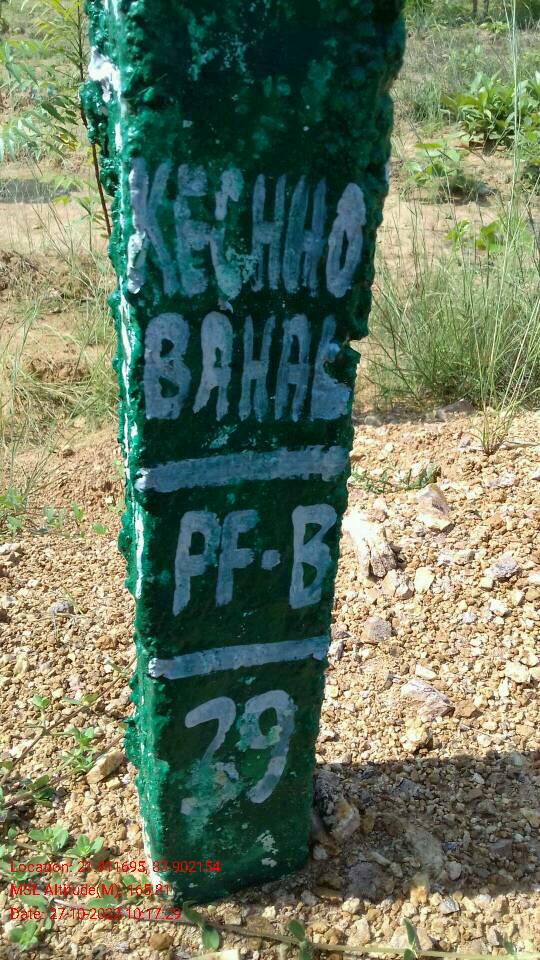 KECHHO
BAHAL
PF.B
29
Location: 21.811695, 87.902154
MSL Altitude(M): 165.81
Date: 27-10-2022 10:17:29